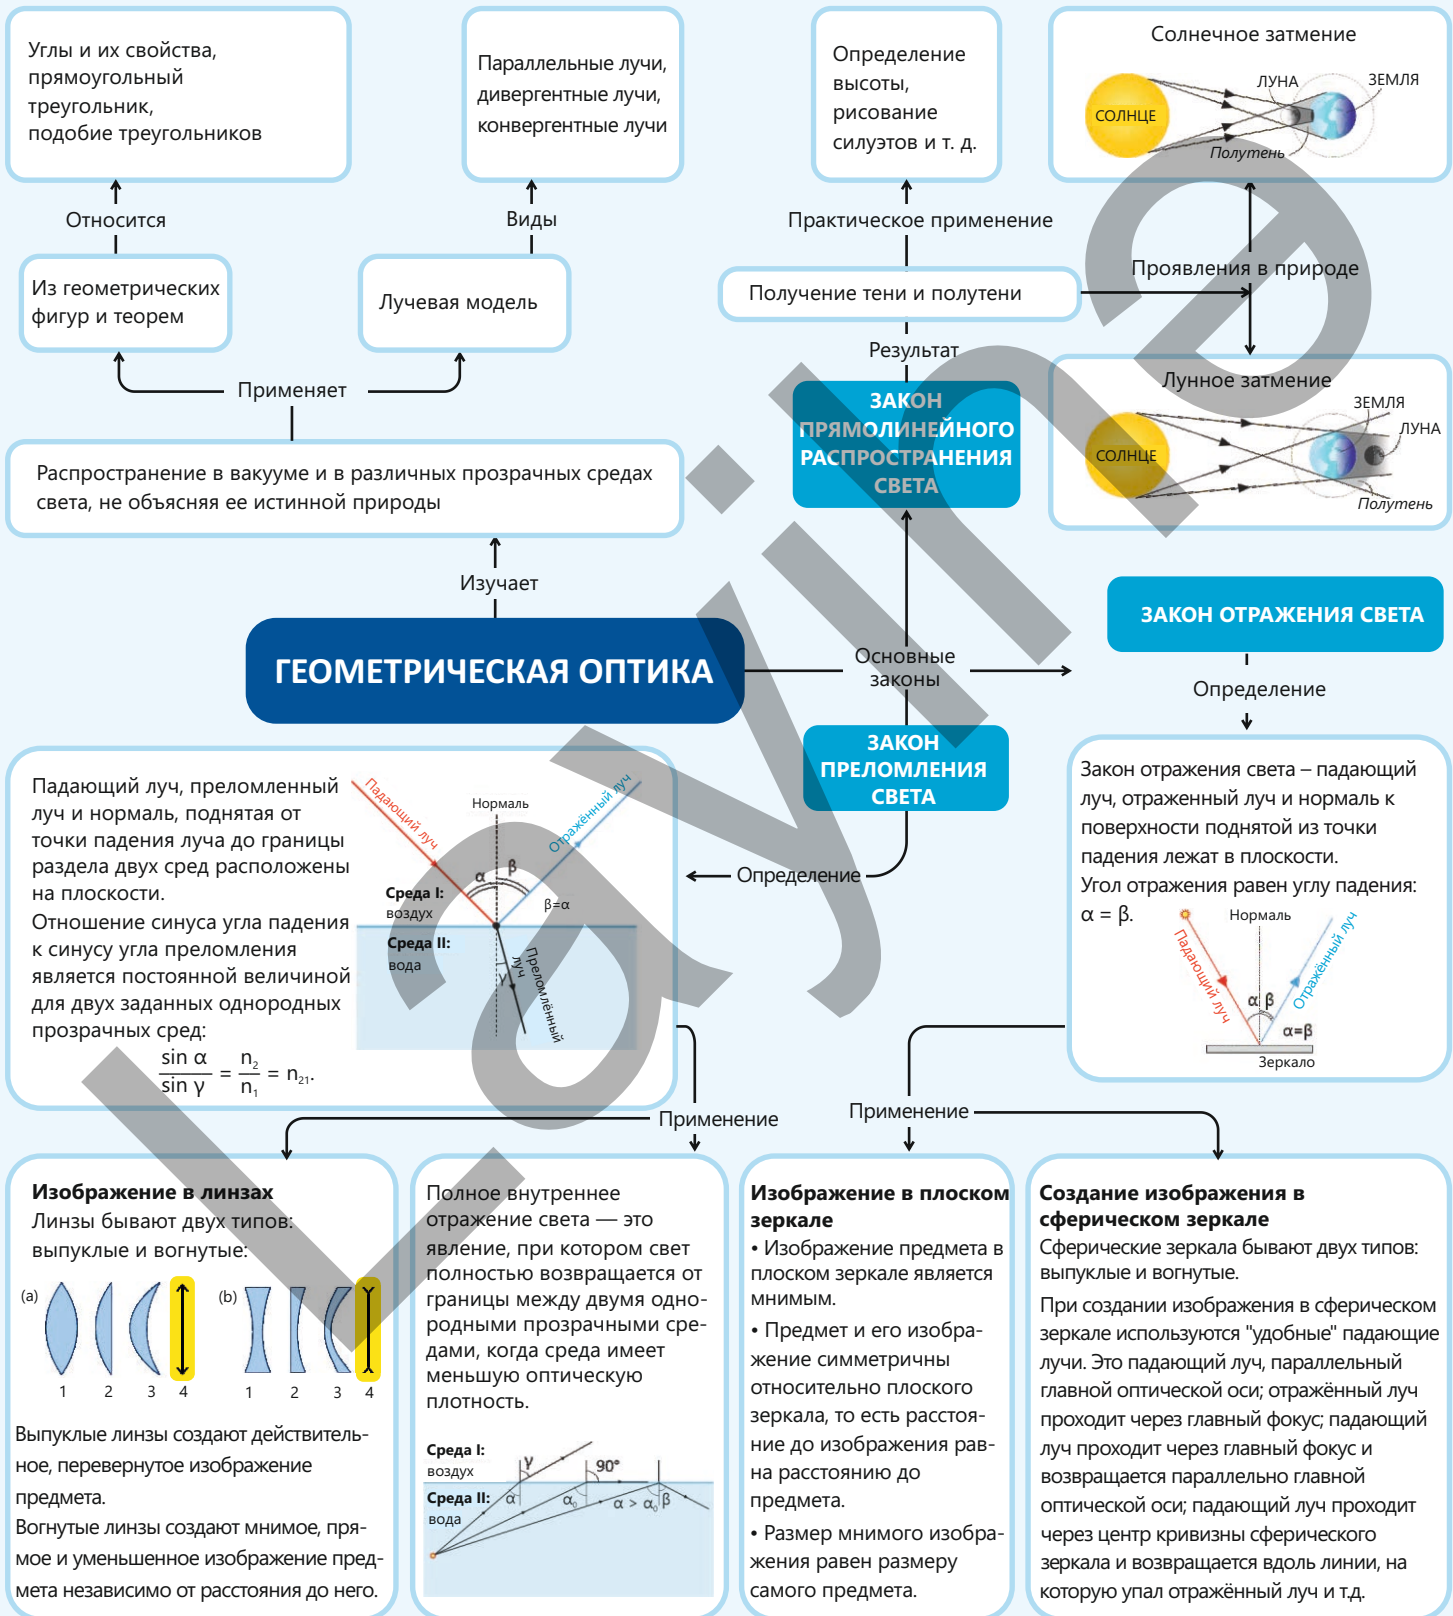 Углы и их свойства,
прямоугольный
треугольник,
подобие треугольников
Параллельные лучи,
дивергентные лучи,
конвергентные лучи
Определение
высоты,
рисование
силуэтов и т. д.
Солнечное затмение
СОЛНЦЕ
ЛУНА
ЗЕМЛЯ
Полутень
Относится
Виды
Практическое применение
Проявления в природе
Из геометрических
фигур и теорем
Лучевая модель
Получение тени и полутени
Результат
Применяет
ЗАКОН
ПРЯМОЛИНЕЙНОГО
РАСПРОСТРАНЕНИЯ
СВЕТА
Лунное затмение
СОЛНЦЕ
ЗЕМЛЯ
ЛУНА
Полутень
Распространение в вакууме и в различных прозрачных средах
света, не объясняя ее истинной природы
Изучает
ГЕОМЕТРИЧЕСКАЯ ОПТИКА
Основные
законы
ЗАКОН ОТРАЖЕНИЯ СВЕТА
Определение
ЗАКОН
ПРЕЛОМЛЕНИЯ
СВЕТА
Определение
Падающий луч, преломленный
луч и нормаль, поднятая от
точки падения луча до границы
раздела двух сред расположены
на плоскости.
Отношение синуса угла падения
к синусу угла преломления
является постоянной величиной
для двух заданных однородных
прозрачных сред:
sin α / sin γ = n₂ / n₁ = n₂₁.
Падающий луч
Нормаль
Отражённый луч
α
β
β=α
Среда I:
воздух
Среда II:
вода
γ
Преломлённый
луч
Закон отражения света – падающий
луч, отраженный луч и нормаль к
поверхности поднятой из точки
падения лежат в плоскости.
Угол отражения равен углу падения:
α = β.
Нормаль
Падающий луч
Отражённый луч
α β
α=β
Зеркало
Применение
Применение
Изображение в линзах
Линзы бывают двух типов:
выпуклые и вогнутые:
(a)
1 2 3 4
(b)
1 2 3 4
Выпуклые линзы создают действитель-
ное, перевернутое изображение
предмета.
Вогнутые линзы создают мнимое, пря-
мое и уменьшенное изображение пред-
мета независимо от расстояния до него.
Полное внутреннее
отражение света — это
явление, при котором свет
полностью возвращается от
границы между двумя одно-
родными прозрачными сре-
дами, когда среда имеет
меньшую оптическую
плотность.
Среда I:
воздух
Среда II:
вода
γ
90°
α
α₀
α > α₀
β
Изображение в плоском
зеркале
• Изображение предмета в
плоском зеркале является
мнимым.
• Предмет и его изобра-
жение симметричны
относительно плоского
зеркала, то есть расстоя-
ние до изображения рав-
на расстоянию до
предмета.
• Размер мнимого изобра-
жения равен размеру
самого предмета.
Создание изображения в
сферическом зеркале
Сферические зеркала бывают двух типов:
выпуклые и вогнутые.
При создании изображения в сферическом
зеркале используются "удобные" падающие
лучи. Это падающий луч, параллельный
главной оптической оси; отражённый луч
проходит через главный фокус; падающий
луч проходит через главный фокус и
возвращается параллельно главной
оптической оси; падающий луч проходит
через центр кривизны сферического
зеркала и возвращается вдоль линии, на
которую упал отражённый луч и т.д.
Layihə